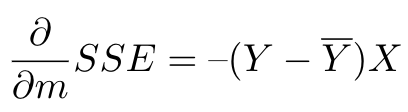 ∂/∂m SSE = –(Y − Y̅)X